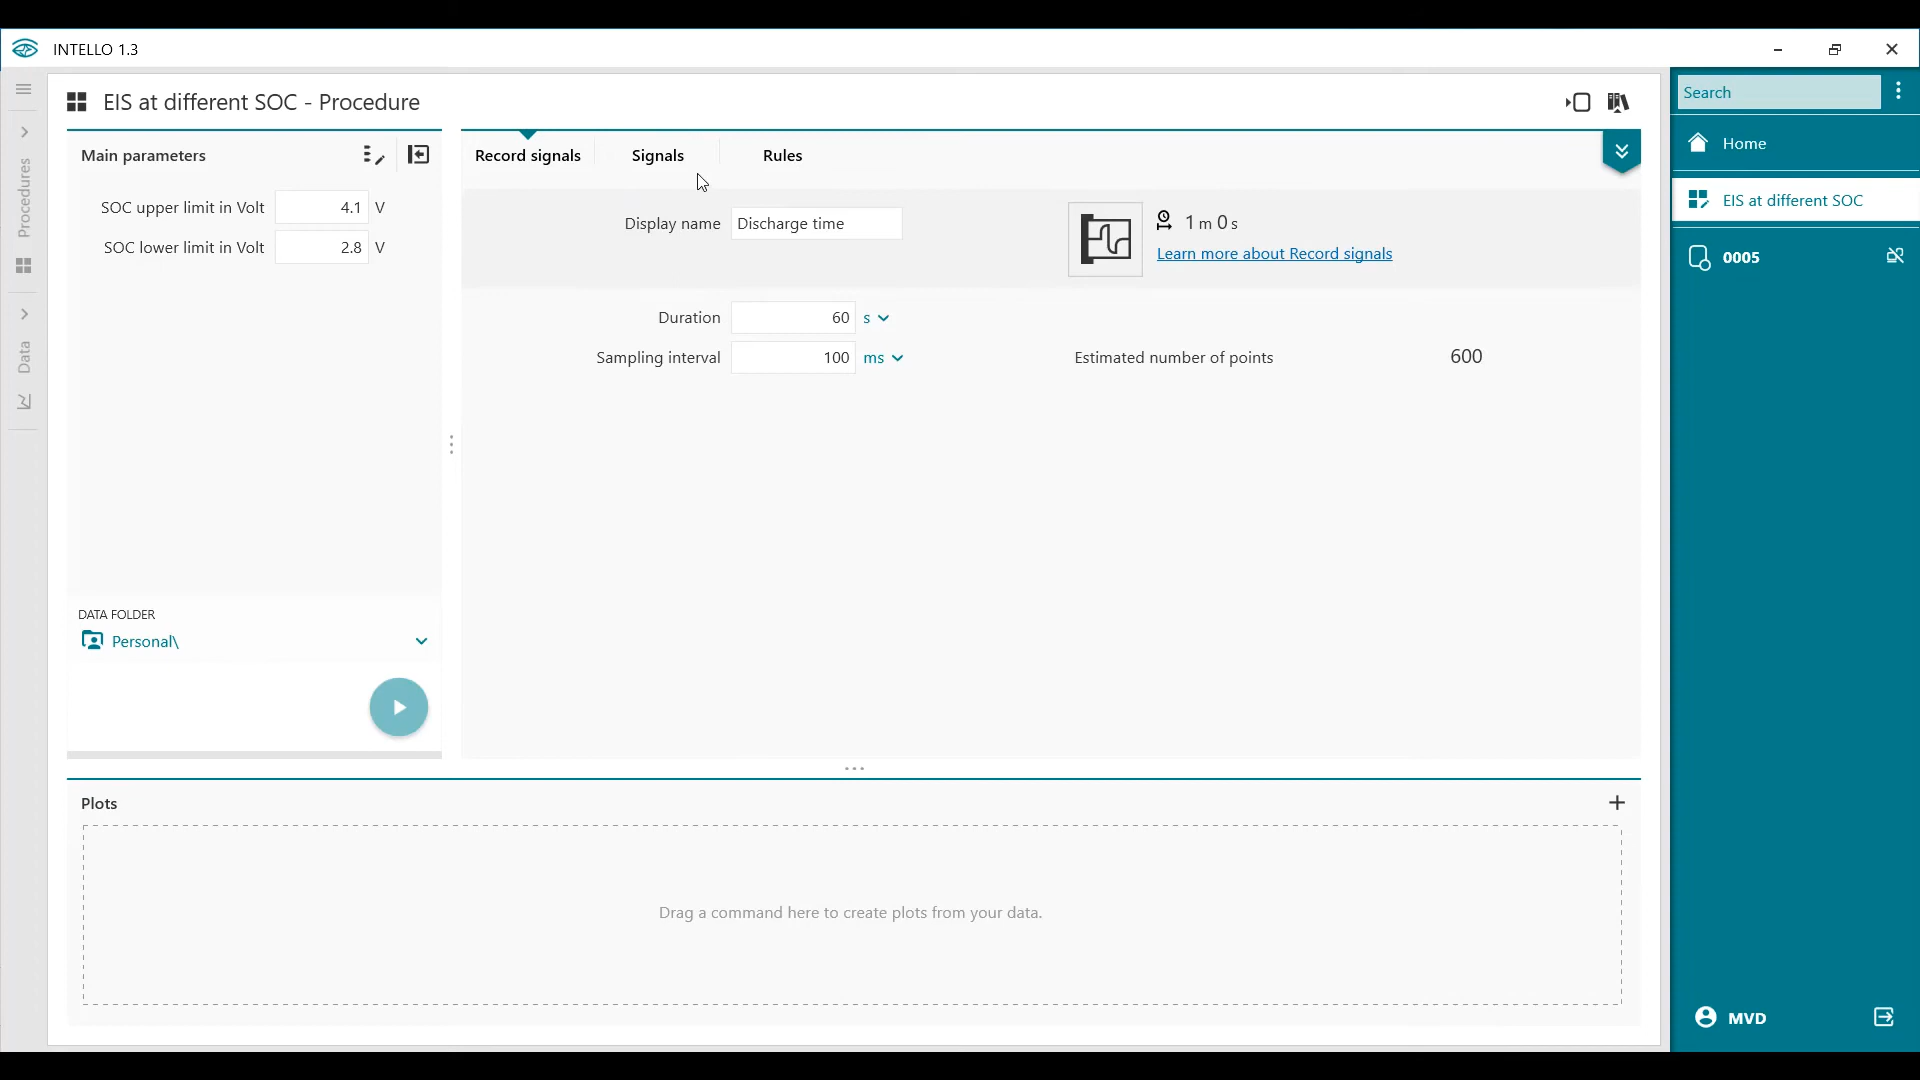 INTELLO 1.3
EIS at different SOC - Procedure
Search
Home
EIS at different SOC
0005
Procedures
Data
Main parameters
SOC upper limit in Volt 4.1 V
SOC lower limit in Volt 2.8 V
DATA FOLDER
Personal\
Record signals Signals Rules
Display name Discharge time
1 m 0 s
Learn more about Record signals
Duration 60 s
Sampling interval 100 ms Estimated number of points 600
Plots
Drag a command here to create plots from your data.
MVD